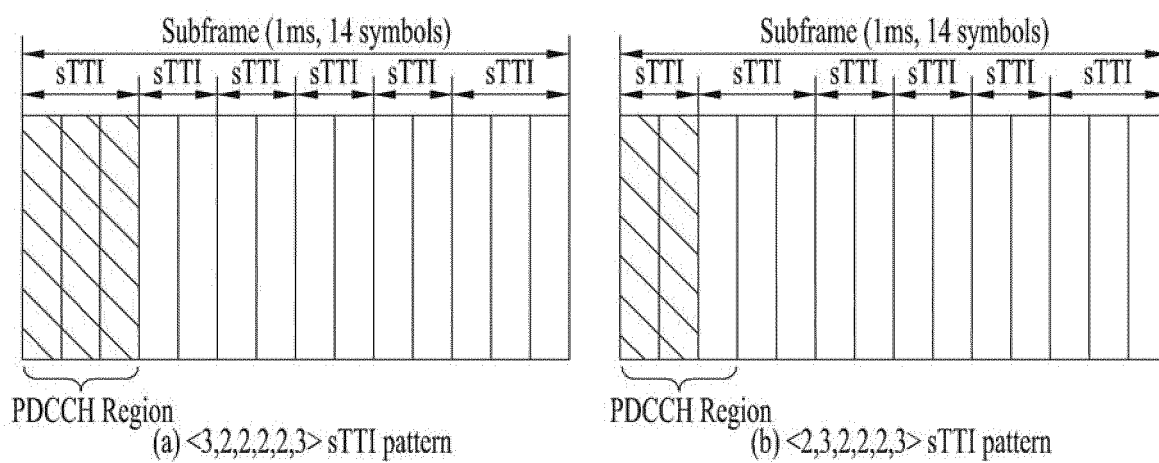 Subframe (1ms, 14 symbols)
sTTI sTTI sTTI sTTI sTTI sTTI
PDCCH Region
(a) <3,2,2,2,2,3> sTTI pattern
Subframe (1ms, 14 symbols)
sTTI sTTI sTTI sTTI sTTI sTTI
PDCCH Region
(b) <2,3,2,2,2,3> sTTI pattern